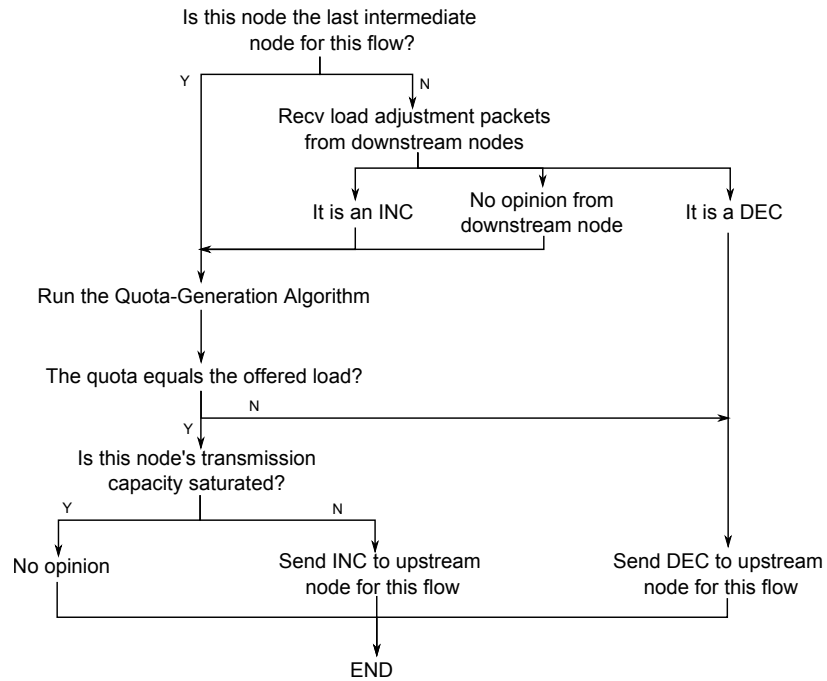 Is this node the last intermediate
node for this flow?
Y
N
Recv load adjustment packets
from downstream nodes
It is an INC
No opinion from
downstream node
It is a DEC
Run the Quota-Generation Algorithm
The quota equals the offered load?
N
Y
Is this node's transmission
capacity saturated?
Y
N
No opinion
Send INC to upstream
node for this flow
Send DEC to upstream
node for this flow
END